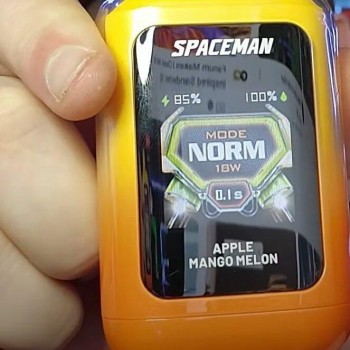 SPACEMAN
85% 100%
MODE
NORM
18W
0.1s
APPLE
MANGO MELON